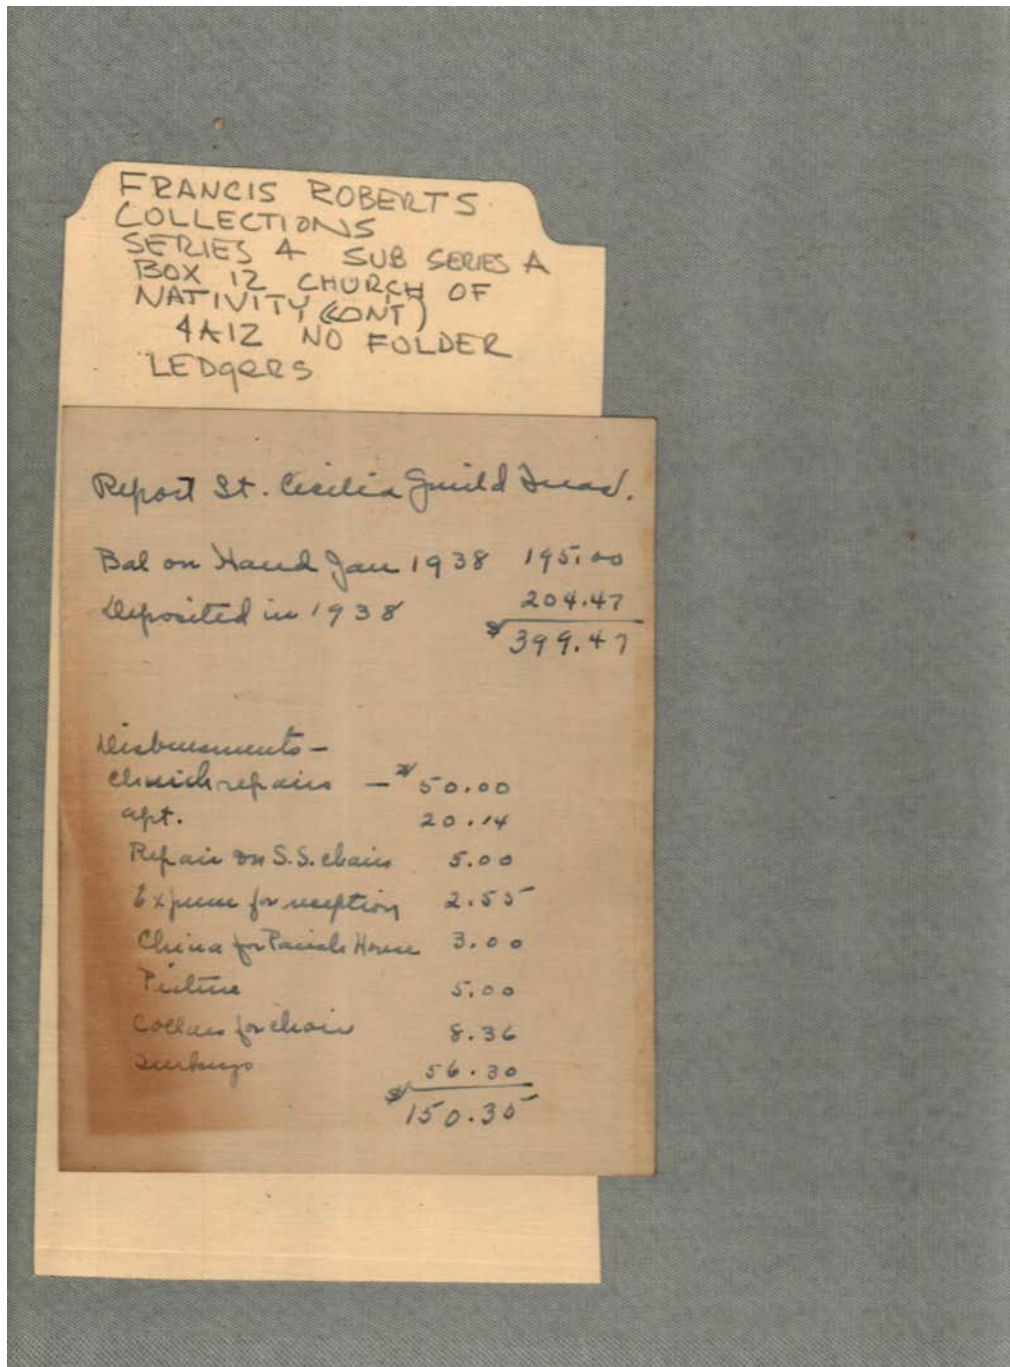 FRANCIS ROBERTS
COLLECTIONS
SERIES 4 SUB SERIES A
BOX 12 CHURCH OF
NATIVITY (CONT)
4A12 NO FOLDER
LEDgERS
Report St. Cecilia Guild Treas.
Bal on Hand Jan 1938 195.00
Deposited in 1938 204.47
$399.47
Disbursments –
Church repairs – $50.00
apt. 20.14
Repair on S.S. chairs 5.00
Expense for reception 2.55
China for Parish House 3.00
Picture 5.00
Collars for choir 8.36
Turkeys 56.30
$150.35